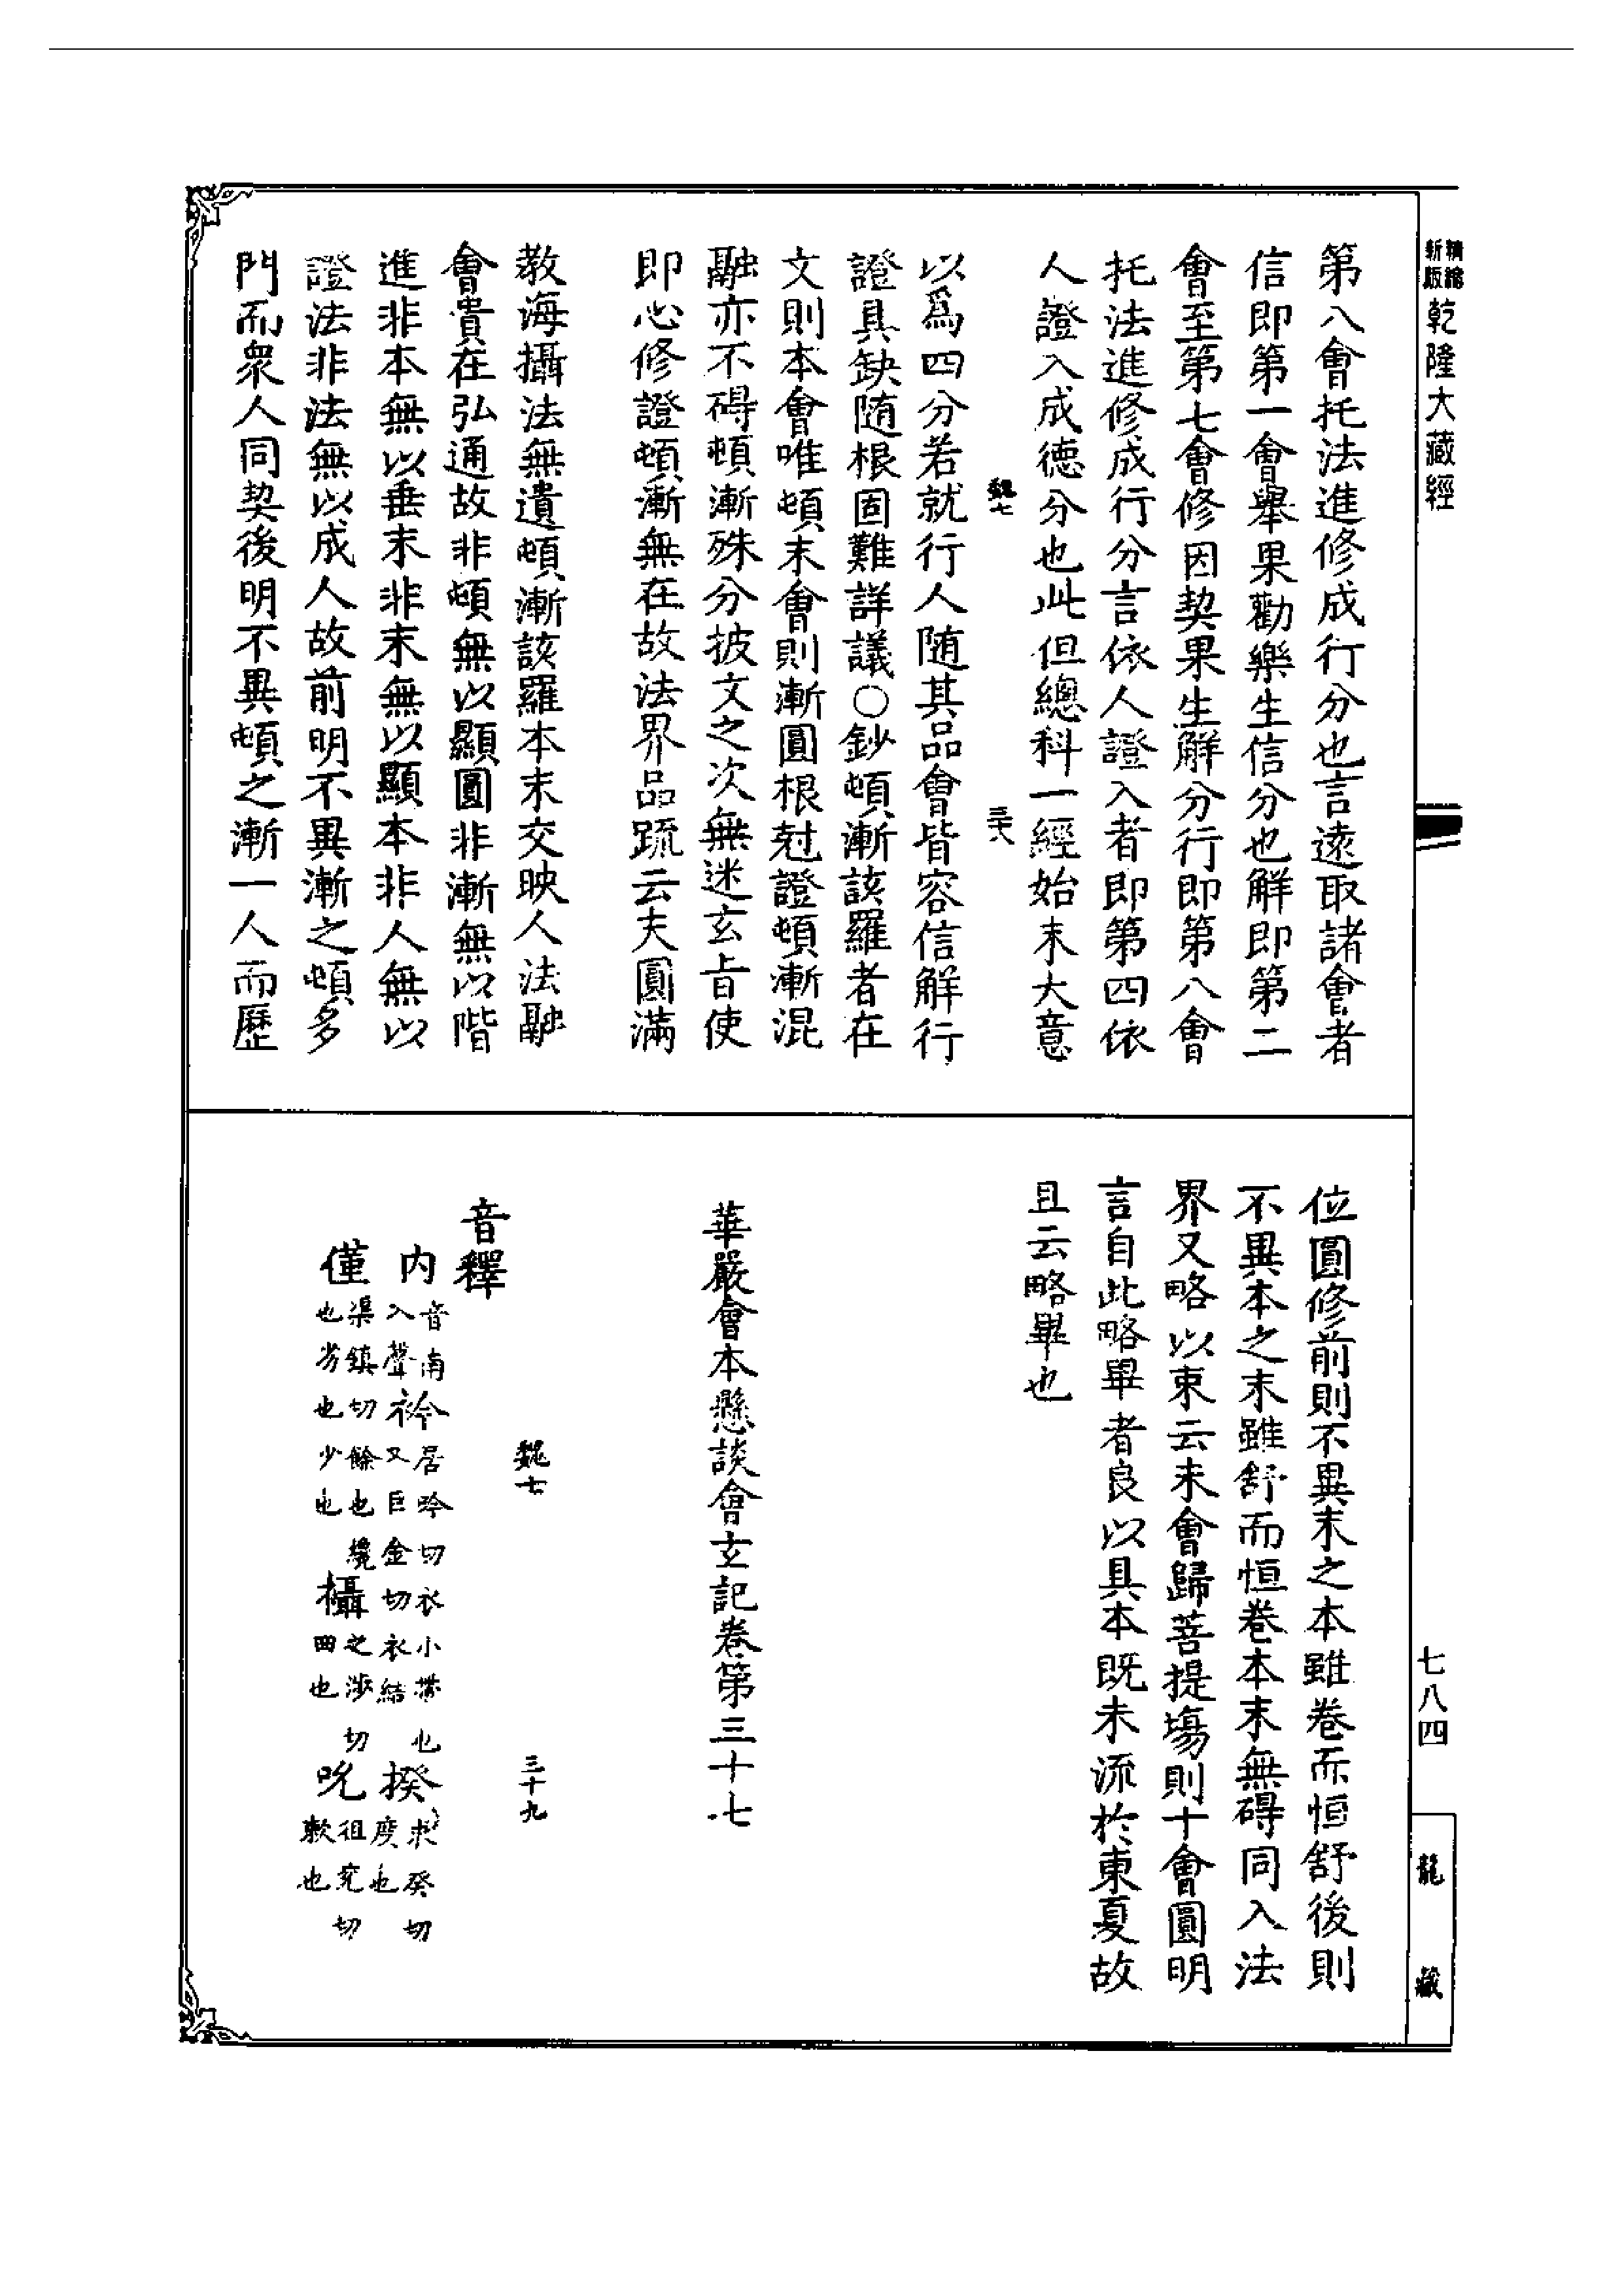 精縮新版乾隆大藏經
第八會托法進修成行分也言遠取諸會者
信即第一會舉果勸樂生信分也解即第二
會至第七會修因契果生解分行即第八會
托法進修成行分言依人證入者即第四依
人證入成德分也此但總科一經始末大意
魏七 三十八
以爲四分若就行人随其品會皆容信解行
證具缺随根固難詳議○鈔頓漸該羅者在
文則本會唯頓末會則漸圓根尅證頓漸混
融亦不碍頓漸殊分披文之次無迷玄旨使
即心修證頓漸無在故法界品疏云夫圓滿
教海攝法無遺頓漸該羅本末交映人法融
會貴在弘通故非頓無以顯圓非漸無以階
進非本無以垂末非末無以顯本非人無以
證法非法無以成人故前明不異漸之頓多
門而衆人同契後明不異頓之漸一人而歷
位圓修前則不異末之本雖卷而恒舒後則
不異本之末雖舒而恒卷本末無碍同入法
界又略以東云未會歸菩提場則十會圓明
言自此略畢者良以具本既未流於東夏故
且云略畢也
華嚴會本懸談會玄記卷第三十七
魏七 三十九
音釋
内音南入聲 衿居吟切衣小帶也又巨金切衣結 揆求癸切度也
僅渠鎮切餘也纔也劣也少也 欇之涉切也 吮徂兖切軟也
七八四
龍藏